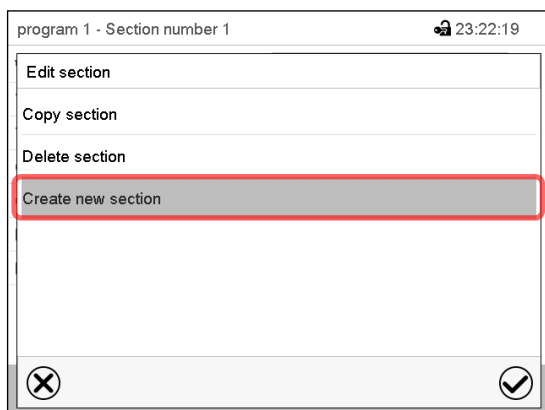 program 1 - Section number 1 23:22:19
Edit section
Copy section
Delete section
Create new section